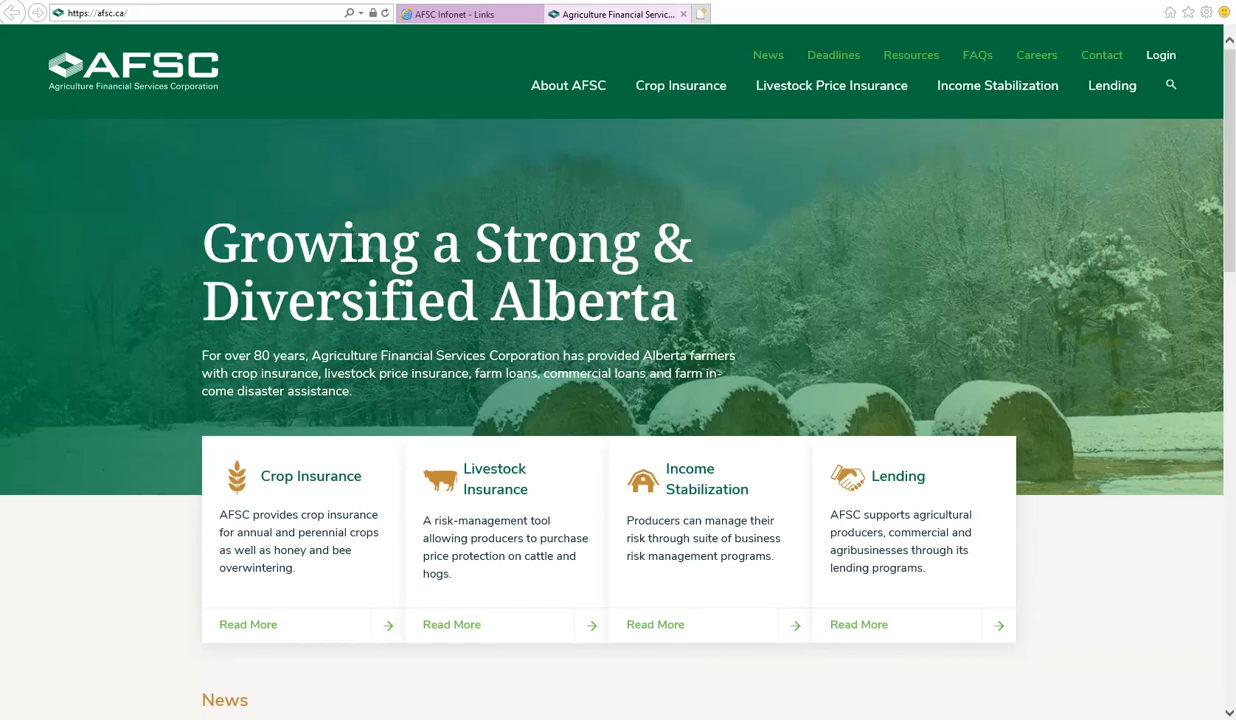 https://afsc.ca/
AFSC Infonet - Links
Agriculture Financial Servic...
News
Deadlines
Resources
FAQs
Careers
Contact
Login
AFSC
Agriculture Financial Services Corporation
About AFSC
Crop Insurance
Livestock Price Insurance
Income Stabilization
Lending
Growing a Strong &
Diversified Alberta
For over 80 years, Agriculture Financial Services Corporation has provided Alberta farmers
with crop insurance, livestock price insurance, farm loans, commercial loans and farm in-
come disaster assistance.
Crop Insurance
AFSC provides crop insurance
for annual and perennial crops
as well as honey and bee
overwintering.
Read More
Livestock
Insurance
A risk-management tool
allowing producers to purchase
price protection on cattle and
hogs.
Read More
Income
Stabilization
Producers can manage their
risk through suite of business
risk management programs.
Read More
Lending
AFSC supports agricultural
producers, commercial and
agribusinesses through its
lending programs.
Read More
News